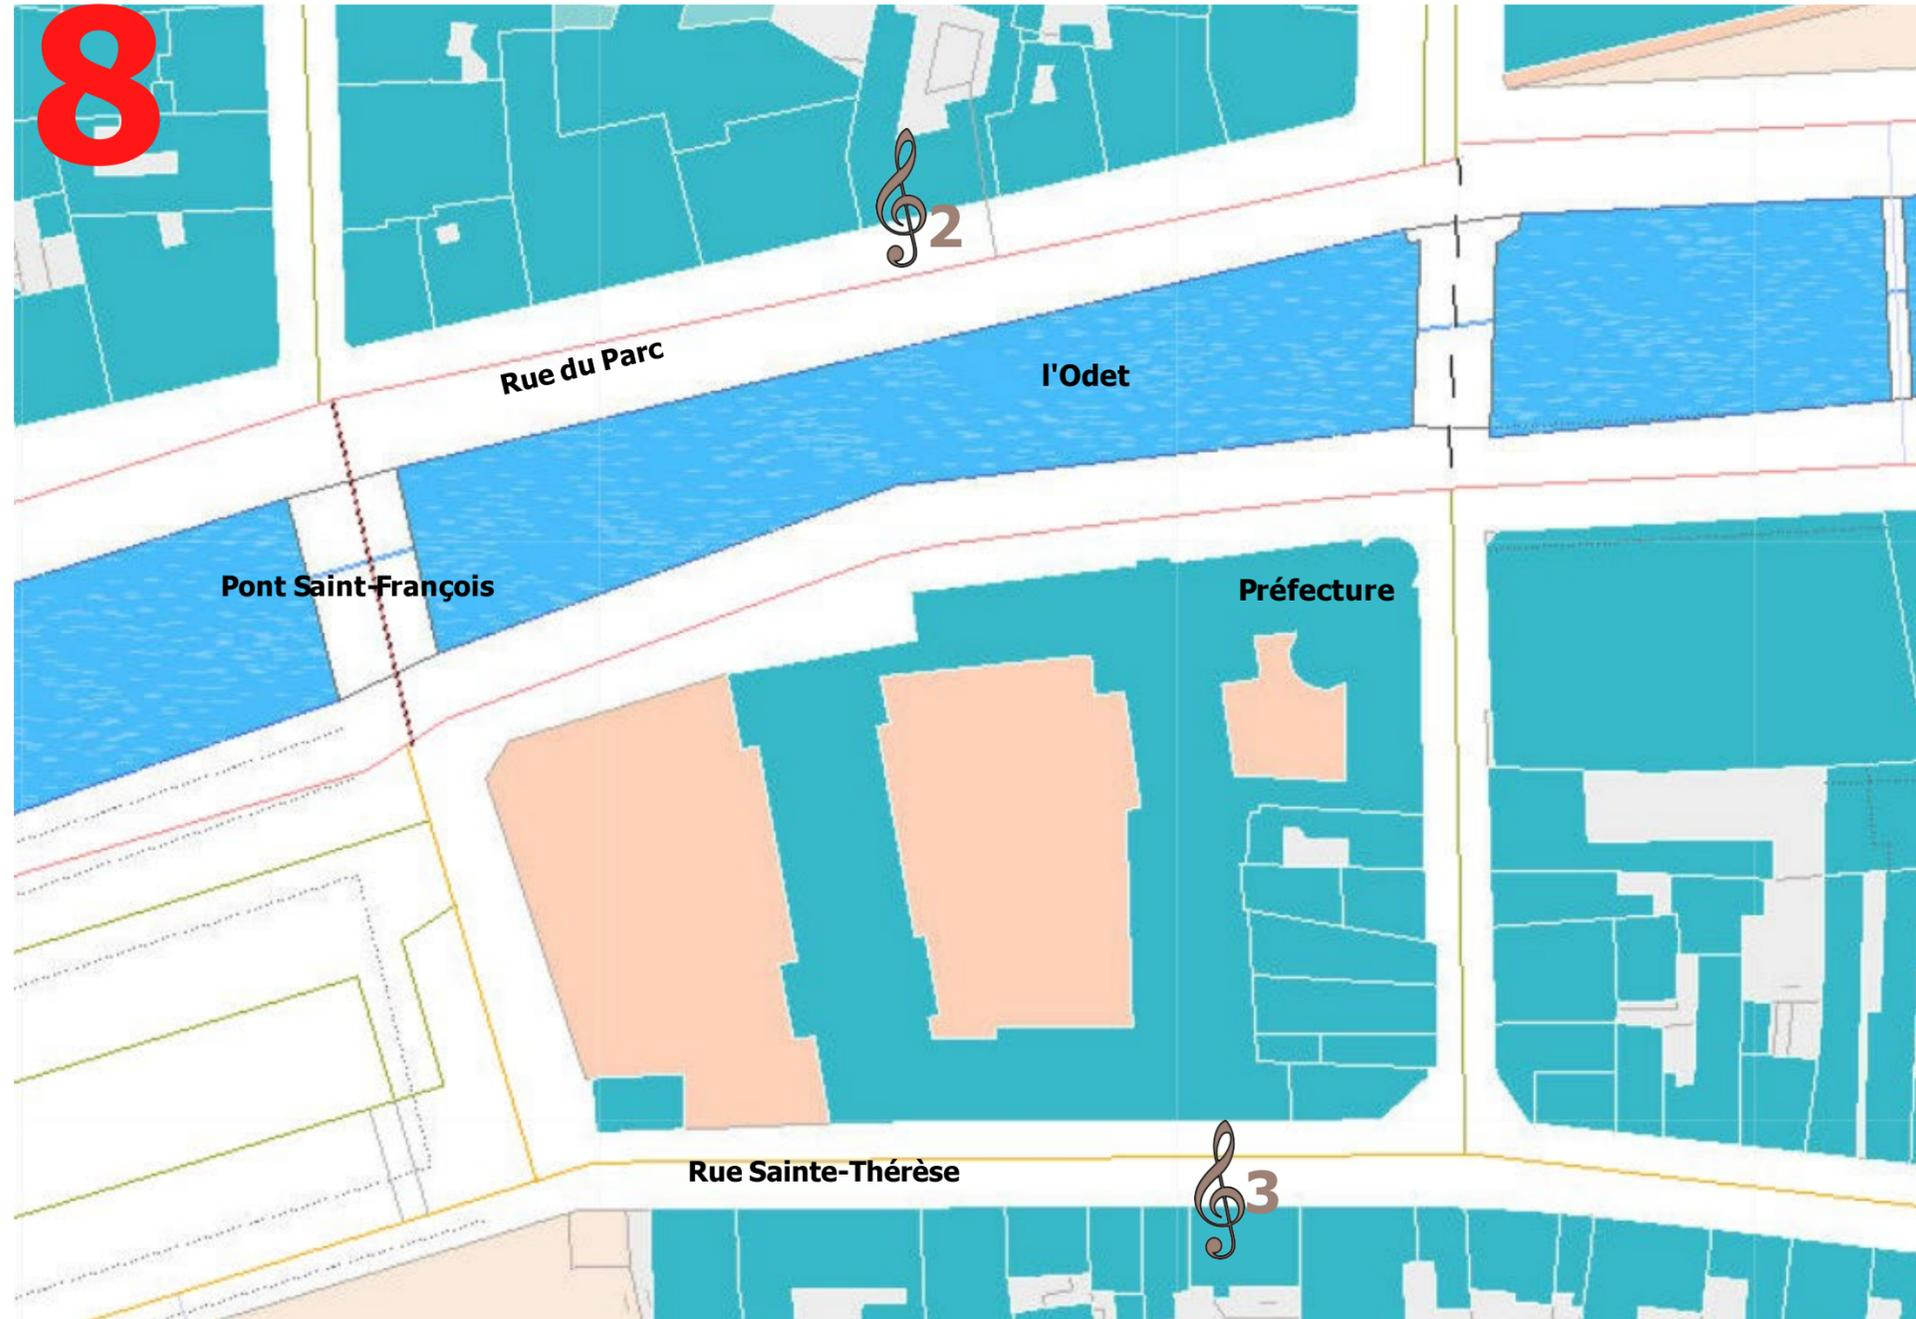 8
2
Rue du Parc
l'Odet
Pont Saint-François
Préfecture
Rue Sainte-Thérèse
3